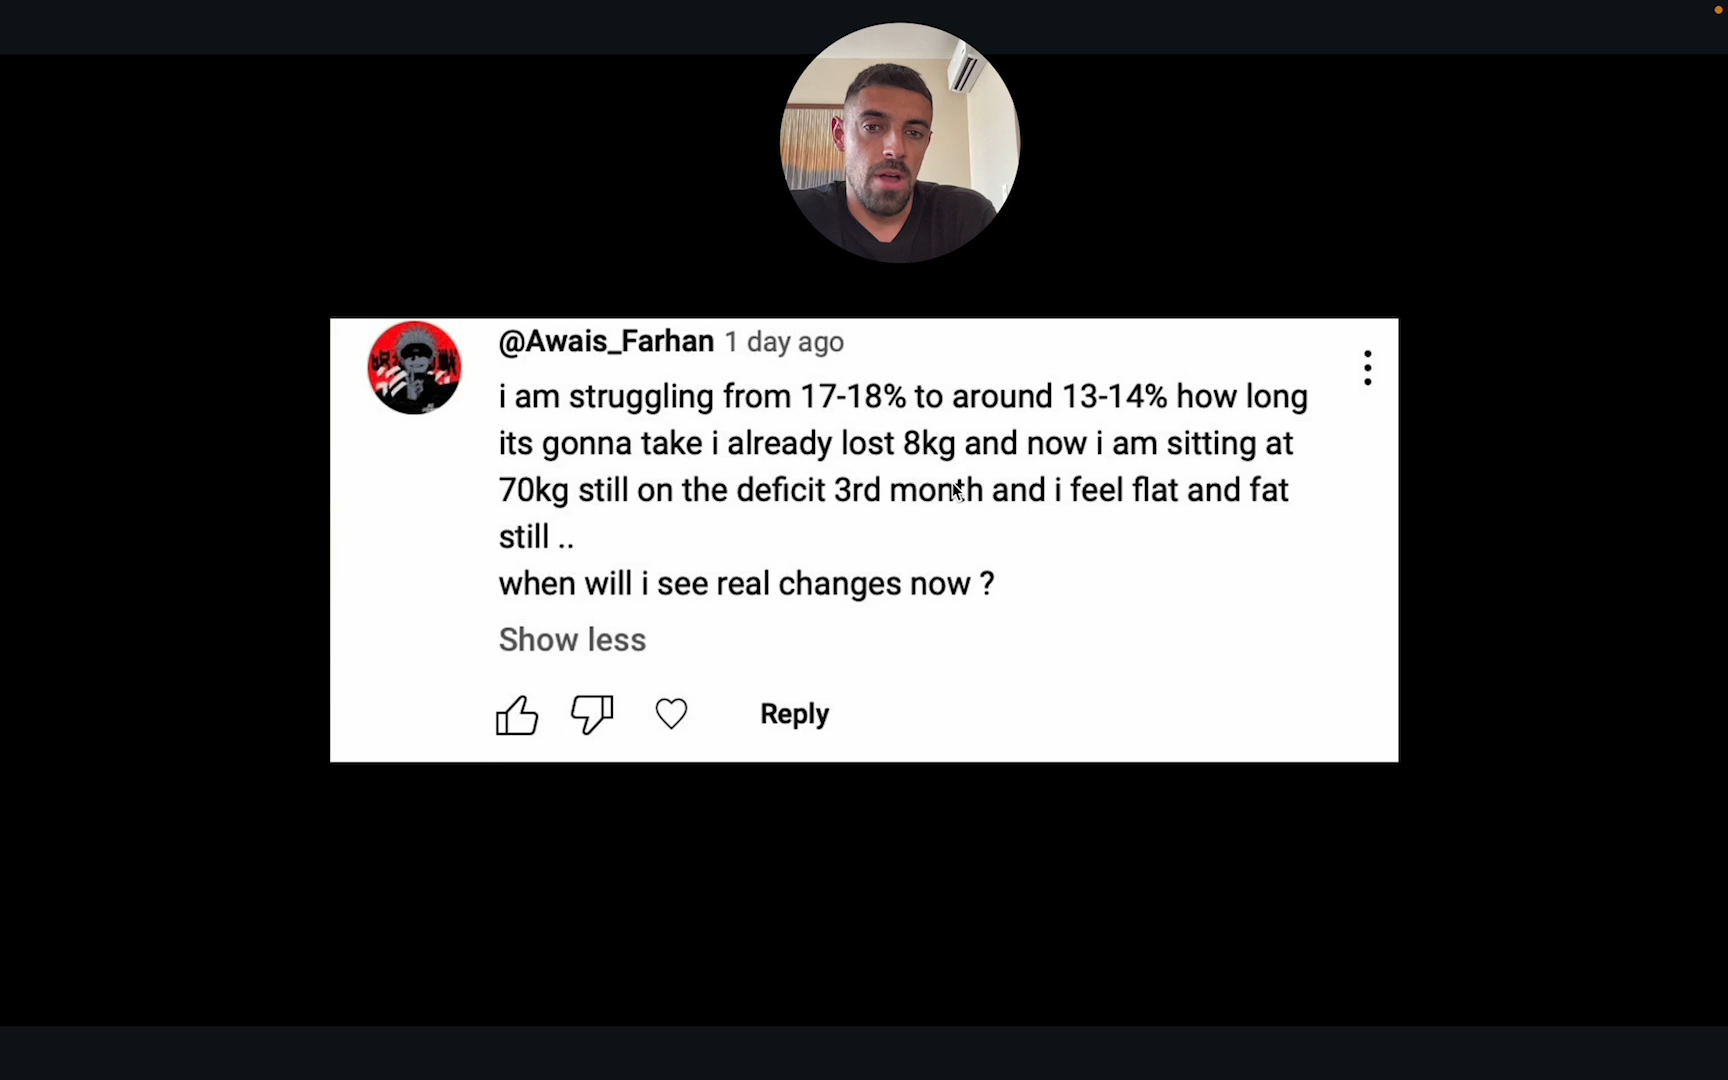 @Awais_Farhan 1 day ago
i am struggling from 17-18% to around 13-14% how long
its gonna take i already lost 8kg and now i am sitting at
70kg still on the deficit 3rd month and i feel flat and fat
still ..
when will i see real changes now ?
Show less
Reply